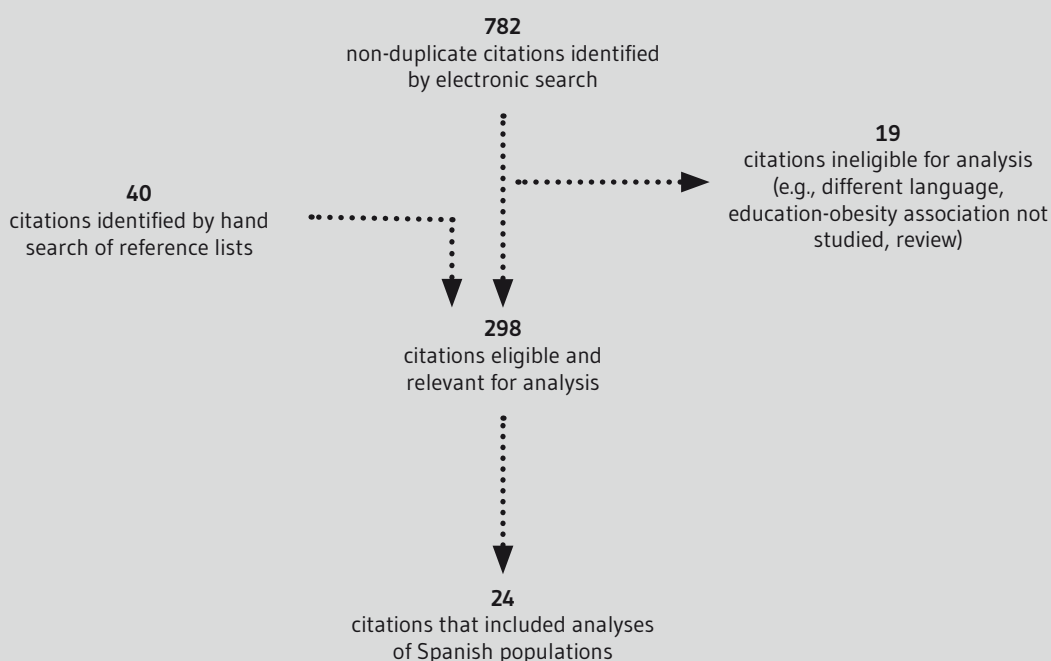 782
non-duplicate citations identified
by electronic search
19
citations ineligible for analysis
(e.g., different language,
education-obesity association not
studied, review)
40
citations identified by hand
search of reference lists
298
citations eligible and
relevant for analysis
24
citations that included analyses
of Spanish populations